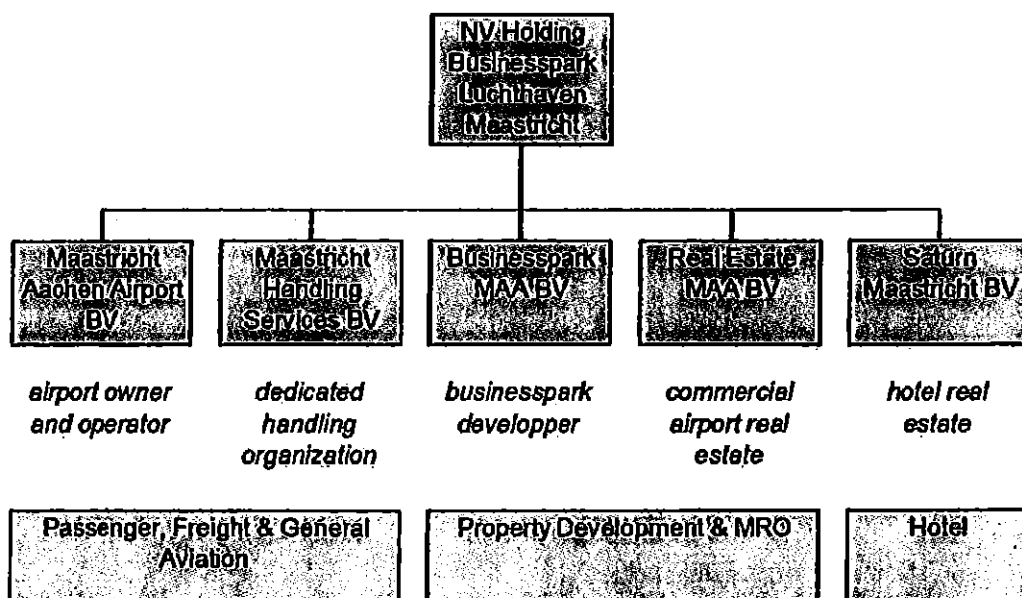 NV Holding
Businesspark
Luchthaven
Maastricht
Maastricht
Aachen Airport
BV
Maastricht
Handling
Services BV
Businesspark
MAA BV
Real Estate
MAA BV
Saturn
Maastricht BV
airport owner
and operator
dedicated
handling
organization
businesspark
developper
commercial
airport real
estate
hotel real
estate
Passenger, Freight & General
Aviation
Property Development & MRO
Hotel